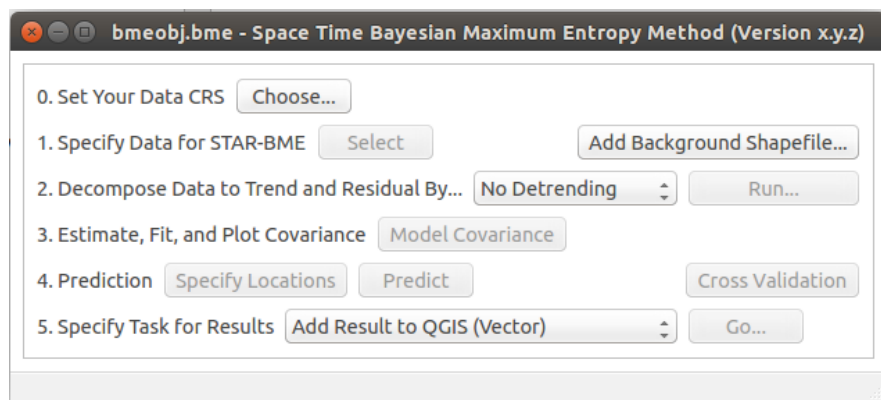 bmeobj.bme - Space Time Bayesian Maximum Entropy Method (Version x.y.z)
0. Set Your Data CRS Choose...
1. Specify Data for STAR-BME Select Add Background Shapefile...
2. Decompose Data to Trend and Residual By... No Detrending Run...
3. Estimate, Fit, and Plot Covariance Model Covariance
4. Prediction Specify Locations Predict Cross Validation
5. Specify Task for Results Add Result to QGIS (Vector) Go...